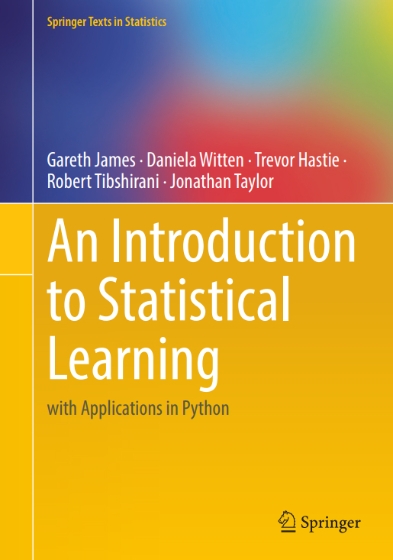 Springer Texts in Statistics
Gareth James · Daniela Witten · Trevor Hastie ·
Robert Tibshirani · Jonathan Taylor
An Introduction
to Statistical
Learning
with Applications in Python
Springer